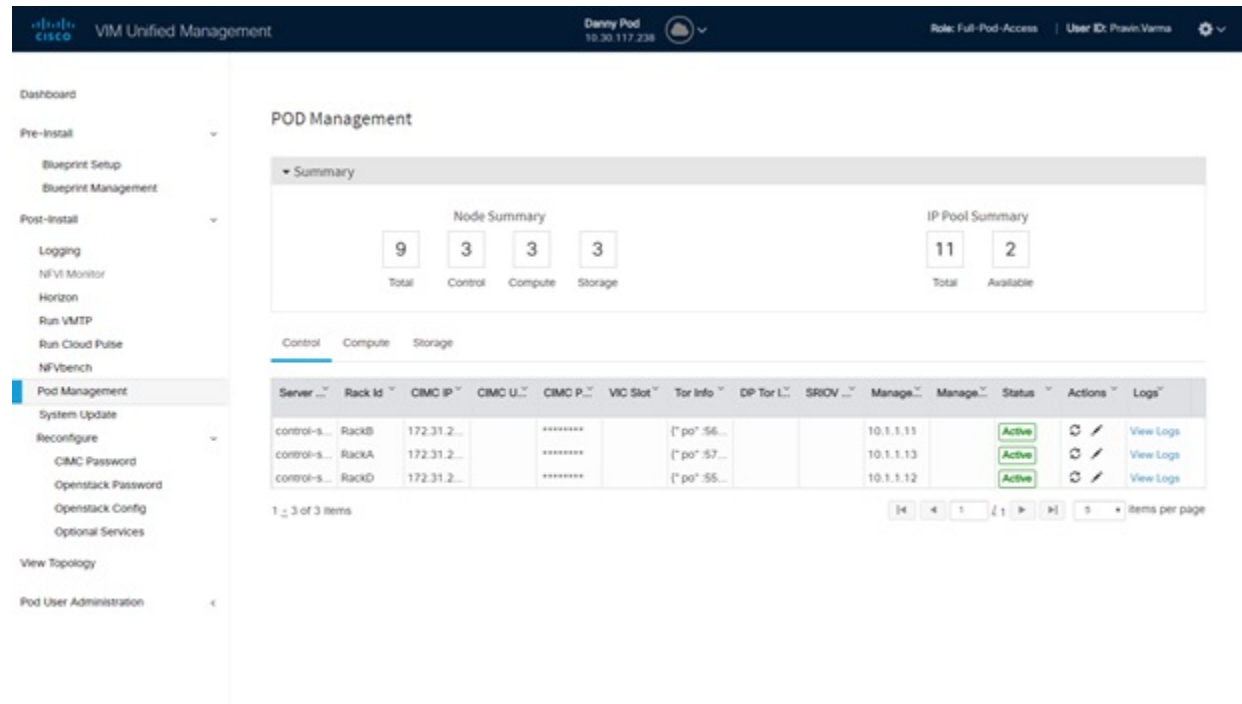 CISCO VIM Unified Management
Danny Pod
10.30.117.238
Role: Full-Pod-Access | User ID: Pravin.Varma
Dashboard
Pre-Install
Blueprint Setup
Blueprint Management
Post-Install
Logging
NFVI Monitor
Horizon
Run VMTP
Run Cloud Pulse
NFVbench
Pod Management
System Update
Reconfigure
CIMC Password
Openstack Password
Openstack Config
Optional Services
View Topology
Pod User Administration
POD Management
Summary
Node Summary
9 3 3 3
Total Control Compute Storage
IP Pool Summary
11 2
Total Available
Control Compute Storage
Server ... Rack Id CIMC IP CIMC U... CIMC P... VIC Slot Tor Info DP Tor I... SRIOV ... Manage... Manage... Status Actions Logs
control-s... RackB 172.31.2... ******** {" po" :56... 10.1.1.11 Active View Logs
control-s... RackA 172.31.2... ******** {" po" :57... 10.1.1.13 Active View Logs
control-s... RackD 172.31.2... ******** {" po" :55... 10.1.1.12 Active View Logs
1 - 3 of 3 items
1 / 1 5 items per page